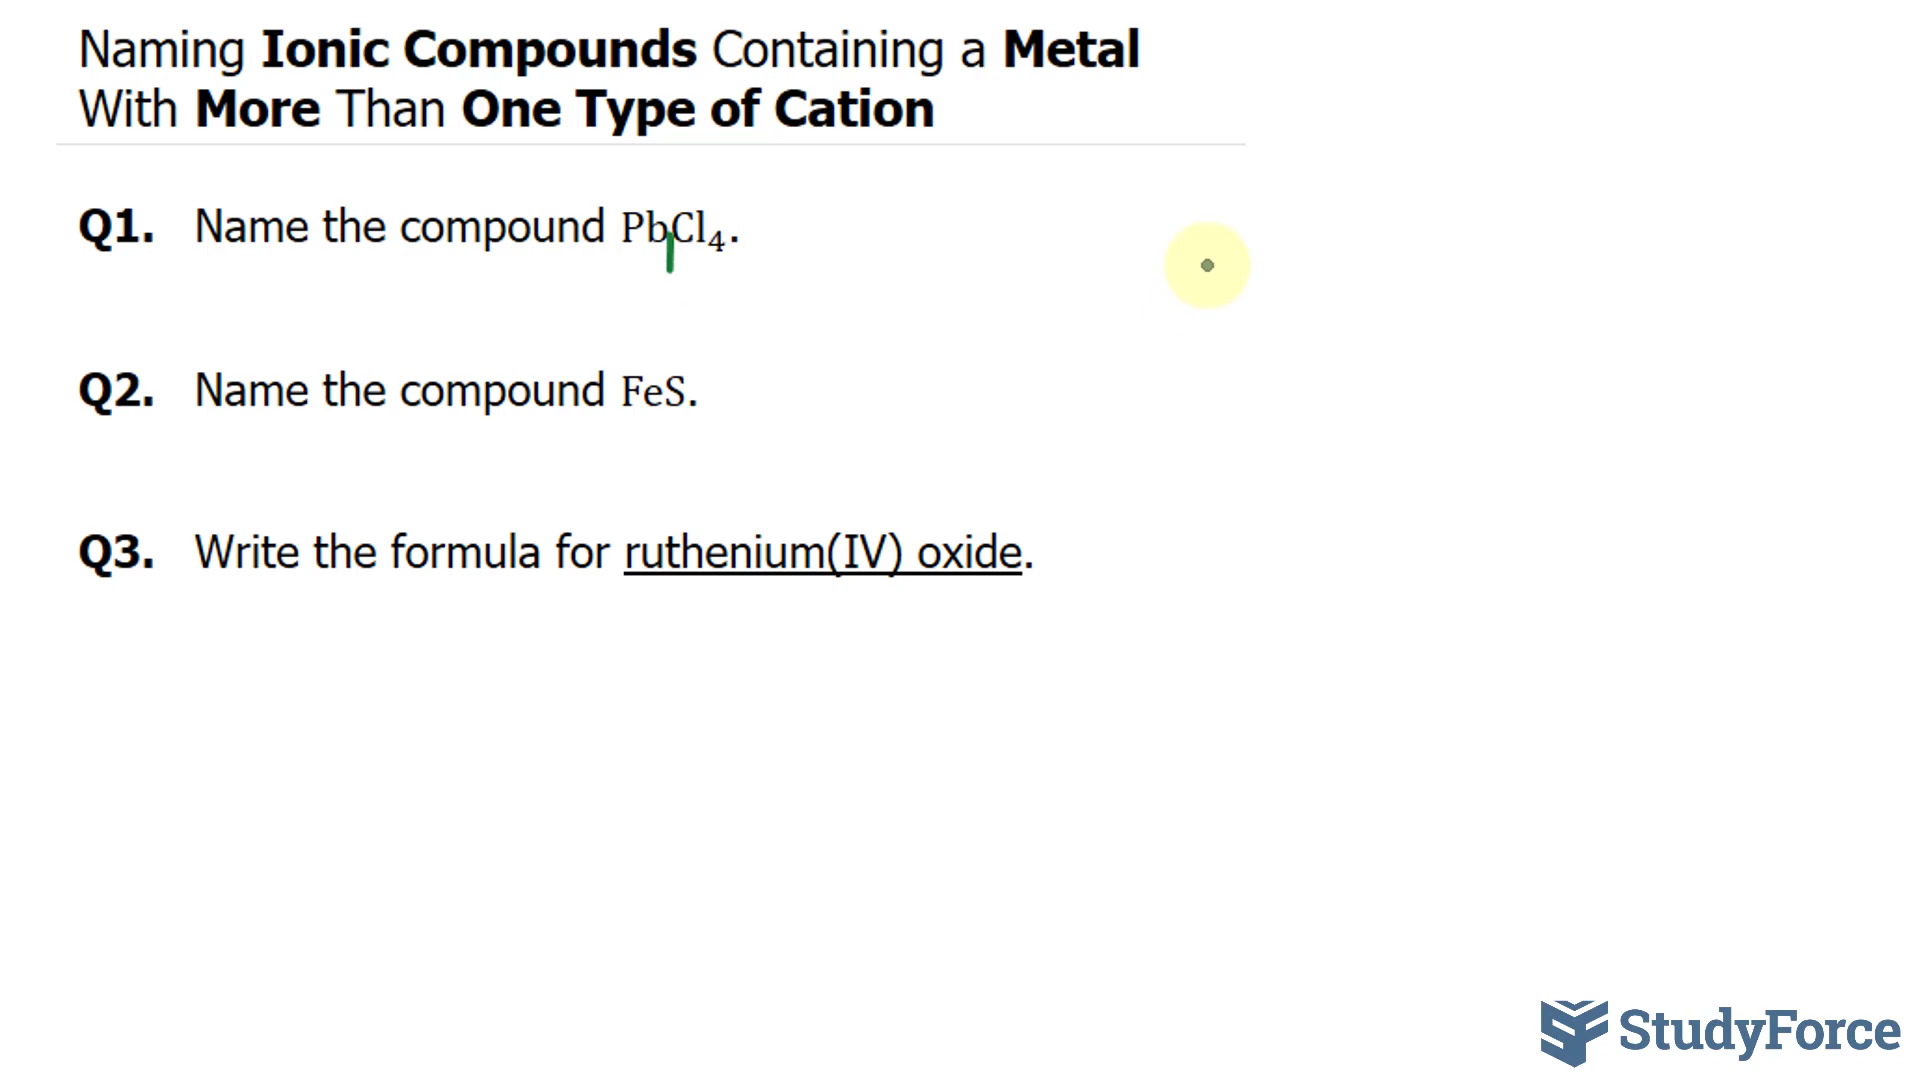 Naming Ionic Compounds Containing a Metal
With More Than One Type of Cation
Q1. Name the compound PbCl₄.
Q2. Name the compound FeS.
Q3. Write the formula for ruthenium(IV) oxide.
StudyForce